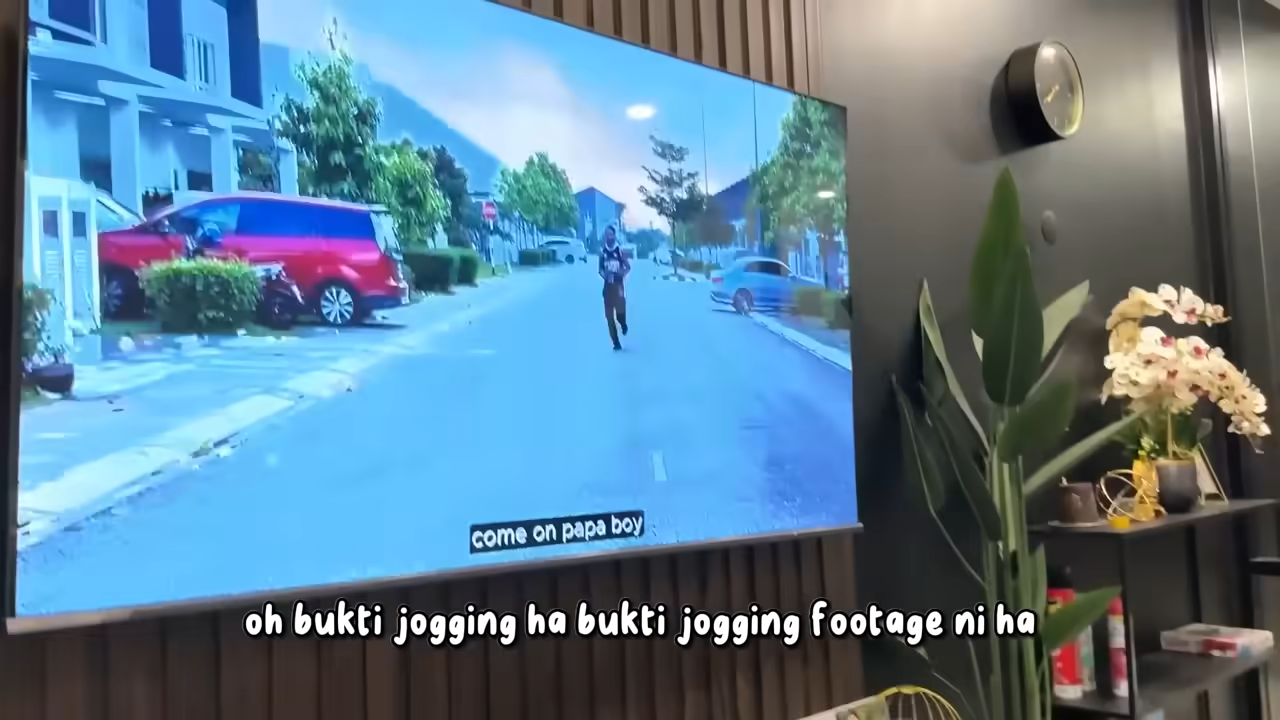 come on papa boy
oh bukti jogging ha bukti jogging footage ni ha